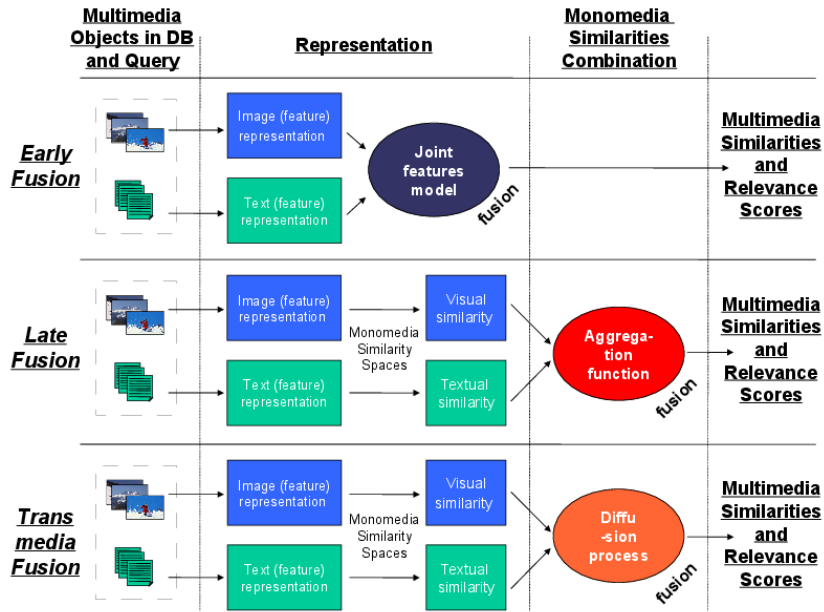 Multimedia
Objects in DB
and Query
Representation
Monomedia
Similarities
Combination
Early
Fusion
Image (feature)
representation
Text (feature)
representation
Joint
features
model
fusion
Multimedia
Similarities
and
Relevance
Scores
Late
Fusion
Image (feature)
representation
Text (feature)
representation
Monomedia
Similarity
Spaces
Visual
similarity
Textual
similarity
Aggrega-
tion
function
fusion
Multimedia
Similarities
and
Relevance
Scores
Trans
media
Fusion
Image (feature)
representation
Text (feature)
representation
Monomedia
Similarity
Spaces
Visual
similarity
Textual
similarity
Diffu
-sion
process
fusion
Multimedia
Similarities
and
Relevance
Scores